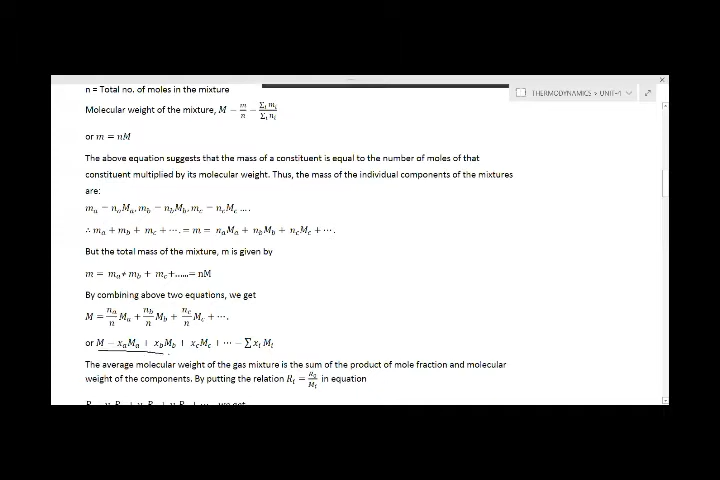 n = Total no. of moles in the mixture
THERMODYNAMICS > UNIT-4
Molecular weight of the mixture, M = m/n = Σᵢ mᵢ / Σᵢ nᵢ
or m = nM
The above equation suggests that the mass of a constituent is equal to the number of moles of that
constituent multiplied by its molecular weight. Thus, the mass of the individual components of the mixtures
are:
mₐ = nₐMₐ, m_b = n_bM_b, m_c = n_cM_c ....
∴ mₐ + m_b + m_c + ⋯. = m = nₐMₐ + n_bM_b + n_cM_c + ⋯.
But the total mass of the mixture, m is given by
m = mₐ+ m_b + m_c+......= nM
By combining above two equations, we get
M = nₐ/n Mₐ + n_b/n M_b + n_c/n M_c + ⋯.
or M = xₐMₐ + x_bM_b + x_cM_c + ⋯ = ∑ xᵢ Mᵢ
The average molecular weight of the gas mixture is the sum of the product of mole fraction and molecular
weight of the components. By putting the relation Rᵢ = R₀/Mᵢ in equation